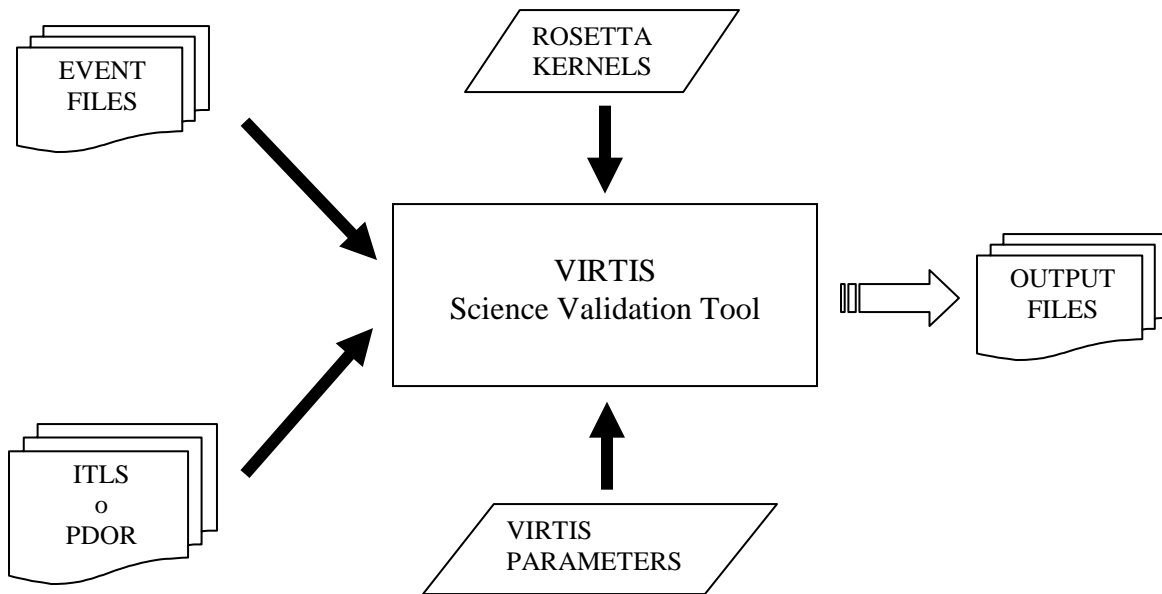 EVENT
FILES
ROSETTA
KERNELS
VIRTIS
Science Validation Tool
OUTPUT
FILES
ITLS
o
PDOR
VIRTIS
PARAMETERS